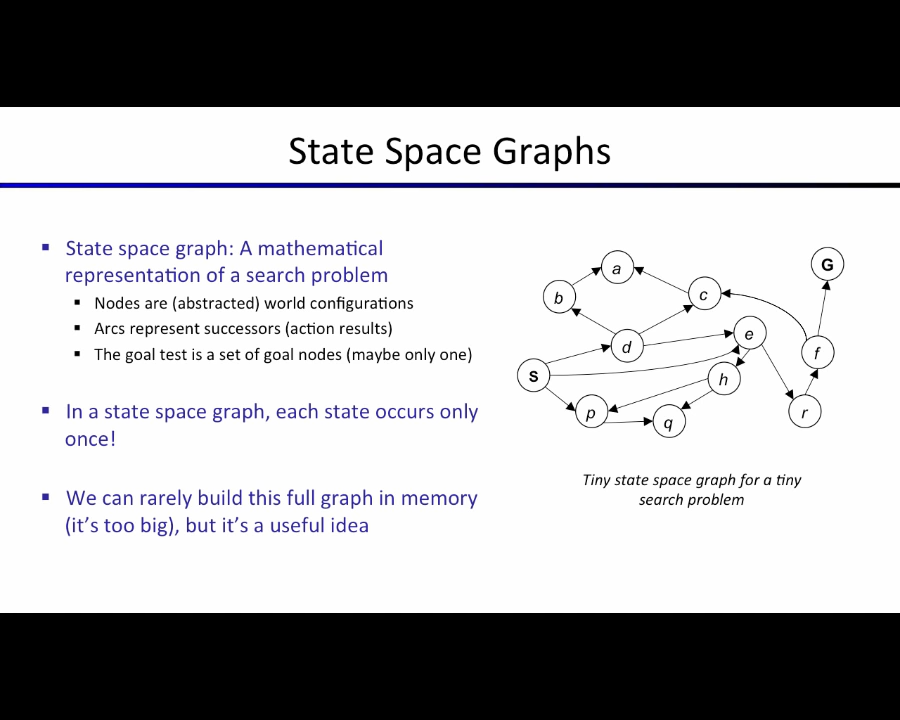 State Space Graphs
▪ State space graph: A mathematical
representation of a search problem
▪ Nodes are (abstracted) world configurations
▪ Arcs represent successors (action results)
▪ The goal test is a set of goal nodes (maybe only one)
▪ In a state space graph, each state occurs only
once!
▪ We can rarely build this full graph in memory
(it's too big), but it's a useful idea
G
a
c
b
e
d
f
S
h
p
r
q
Tiny state space graph for a tiny
search problem